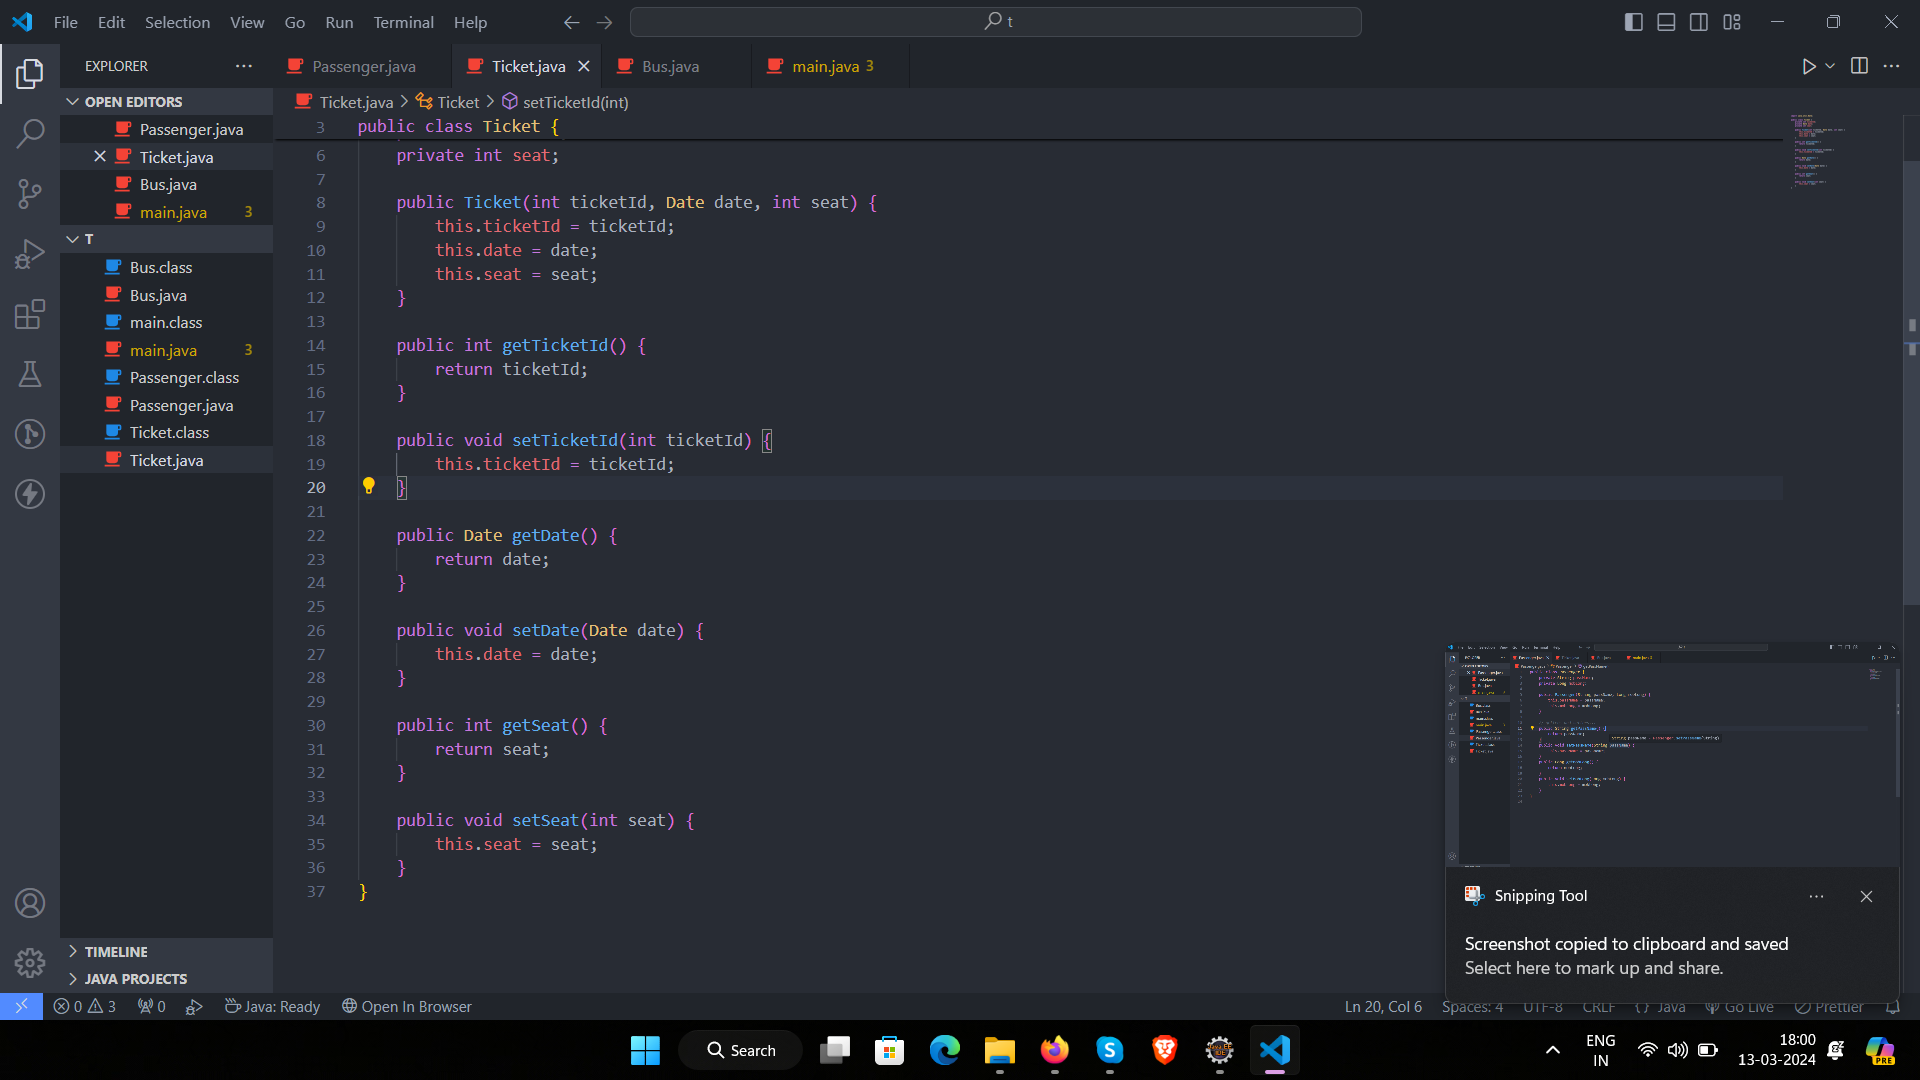 File Edit Selection View Go Run Terminal Help
t
EXPLORER
Passenger.java
Ticket.java
Bus.java
main.java 3
OPEN EDITORS
Passenger.java
Ticket.java
Bus.java
main.java 3
T
Bus.class
Bus.java
main.class
main.java 3
Passenger.class
Passenger.java
Ticket.class
Ticket.java
TIMELINE
JAVA PROJECTS
Ticket.java > Ticket > setTicketId(int)
3 public class Ticket {
6 private int seat;
7
8 public Ticket(int ticketId, Date date, int seat) {
9 this.ticketId = ticketId;
10 this.date = date;
11 this.seat = seat;
12 }
13
14 public int getTicketId() {
15 return ticketId;
16 }
17
18 public void setTicketId(int ticketId) {
19 this.ticketId = ticketId;
20 }
21
22 public Date getDate() {
23 return date;
24 }
25
26 public void setDate(Date date) {
27 this.date = date;
28 }
29
30 public int getSeat() {
31 return seat;
32 }
33
34 public void setSeat(int seat) {
35 this.seat = seat;
36 }
37 }
Snipping Tool
Screenshot copied to clipboard and saved
Select here to mark up and share.
0 3 0 Java: Ready Open In Browser
Ln 20, Col 6 Spaces: 4 UTF-8 CRLF {} Java Go Live Prettier
Search
ENG
IN
18:00
13-03-2024
PRE